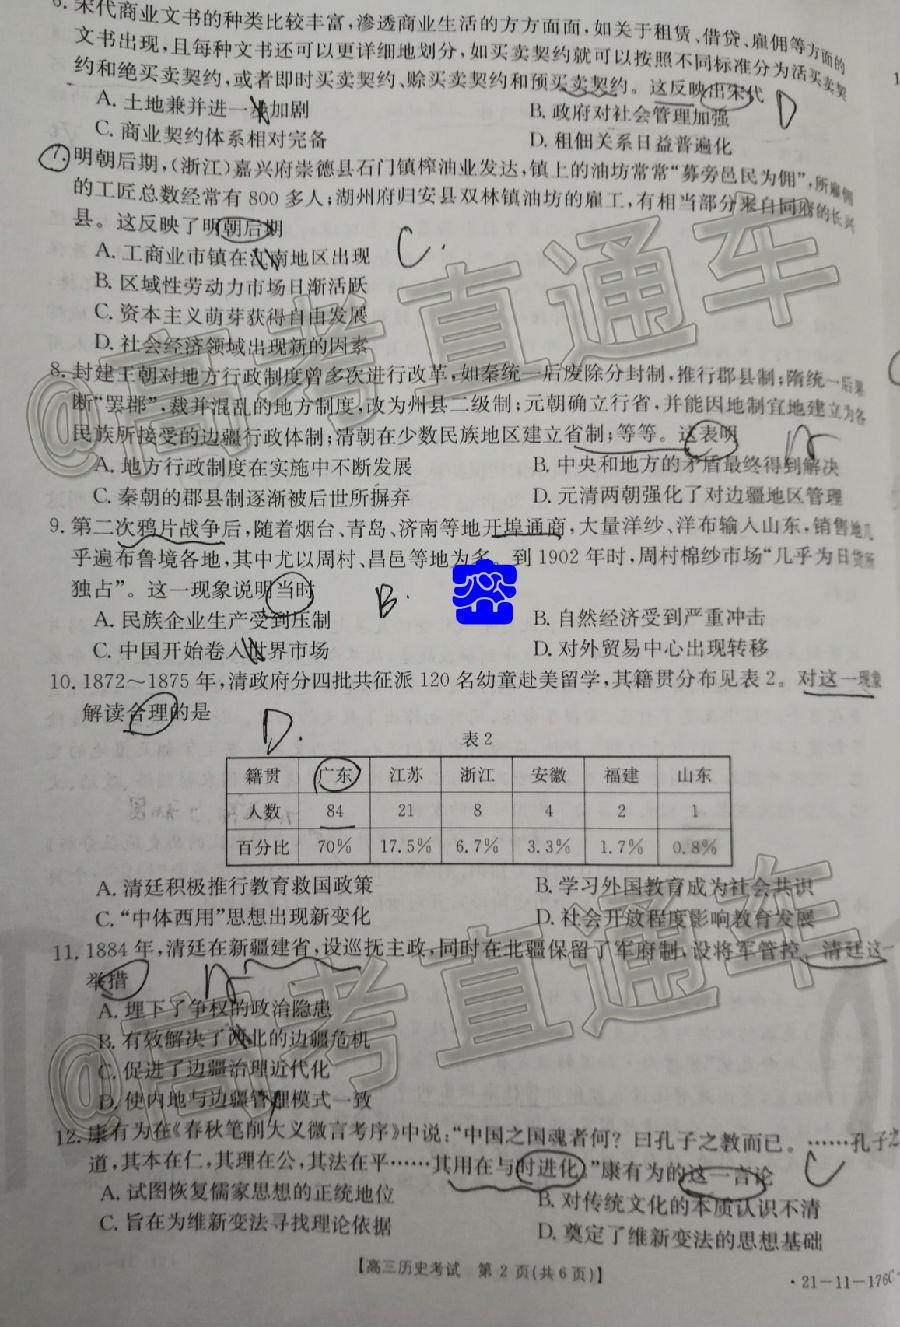 6. 宋代商业文书的种类比较丰富,渗透商业生活的方方面面,如关于租赁、借贷、雇佣等方面的
文书出现,且每种文书还可以更详细地划分,如买卖契约就可以按照不同标准分为活买卖契
约和绝买卖契约,或者即时买卖契约、赊买卖契约和预买卖契约。这反映出宋代
D
A. 土地兼并进一步加剧
B. 政府对社会管理加强
C. 商业契约体系相对完备
D. 租佃关系日益普遍化
7. 明朝后期,(浙江)嘉兴府崇德县石门镇榨油业发达,镇上的油坊常常“募旁邑民为佣”,所雇佣
的工匠总数经常有 800 多人;湖州府归安县双林镇油坊的雇工,有相当部分来自同府的长兴
县。这反映了明朝后期
C.
A. 工商业市镇在江南地区出现
B. 区域性劳动力市场日渐活跃
C. 资本主义萌芽获得自由发展
D. 社会经济领域出现新的因素
8. 封建王朝对地方行政制度曾多次进行改革,如秦统一后废除分封制,推行郡县制;隋统一后果
断“罢郡”,裁并混乱的地方制度,改为州县二级制;元朝确立行省,并能因地制宜地建立为各
民族所接受的边疆行政体制;清朝在少数民族地区建立省制;等等。这表明
A. 地方行政制度在实施中不断发展
B. 中央和地方的矛盾最终得到解决
C. 秦朝的郡县制逐渐被后世所摒弃
D. 元清两朝强化了对边疆地区管理
9. 第二次鸦片战争后,随着烟台、青岛、济南等地开埠通商,大量洋纱、洋布输入山东,销售地几
乎遍布鲁境各地,其中尤以周村、昌邑等地为多。到 1902 年时,周村棉纱市场“几乎为日货所
独占”。这一现象说明当时
B.
A. 民族企业生产受到压制
B. 自然经济受到严重冲击
C. 中国开始卷入世界市场
D. 对外贸易中心出现转移
10. 1872～1875 年,清政府分四批共征派 120 名幼童赴美留学,其籍贯分布见表 2。对这一现象
解读合理的是
D.
表 2
籍贯 广东 江苏 浙江 安徽 福建 山东
人数 84 21 8 4 2 1
百分比 70% 17.5% 6.7% 3.3% 1.7% 0.8%
A. 清廷积极推行教育救国政策
B. 学习外国教育成为社会共识
C. “中体西用”思想出现新变化
D. 社会开放程度影响教育发展
11. 1884 年,清廷在新疆建省,设巡抚主政,同时在北疆保留了军府制,设将军管控。清廷这一
举措
A. 埋下了争权的政治隐患
B. 有效解决了西北的边疆危机
C. 促进了边疆治理近代化
D. 使内地与边疆管理模式一致
12. 康有为在《春秋笔削大义微言考序》中说:“中国之国魂者何？曰孔子之教而已。……孔子之
道,其本在仁,其理在公,其法在平……其用在与时进化。”康有为的这一言论
C
A. 试图恢复儒家思想的正统地位
B. 对传统文化的本质认识不清
C. 旨在为维新变法寻找理论依据
D. 奠定了维新变法的思想基础
【高三历史考试 第 2 页(共 6 页)】
·21-11-176C·
@高考直通车
@高考直通车